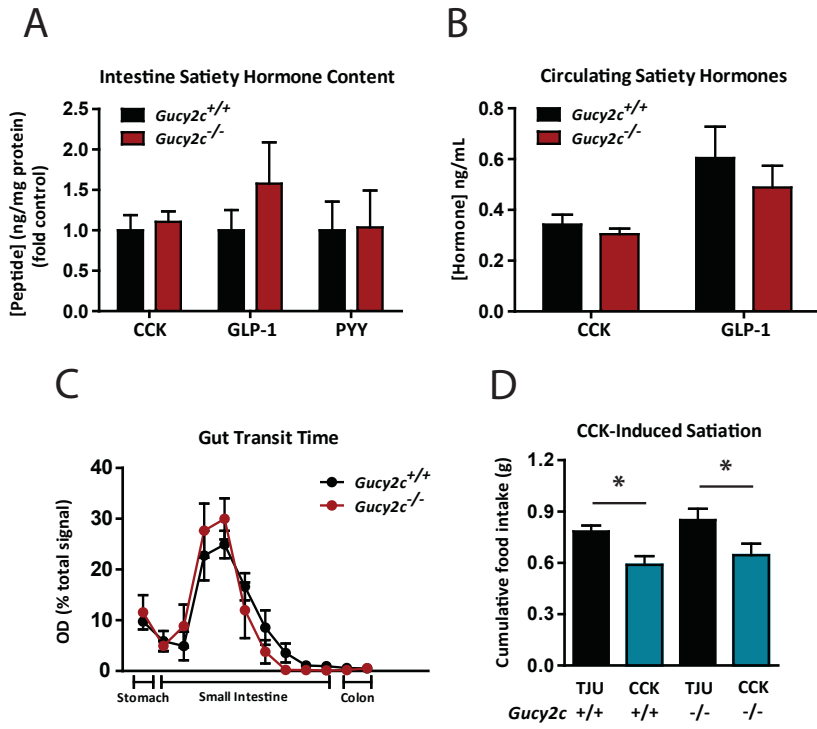 A
Intestine Satiety Hormone Content
[Peptide] (ng/mg protein)
(fold control)
2.5
2.0
1.5
1.0
0.5
0.0
Gucy2c+/+
Gucy2c-/-
CCK GLP-1 PYY
B
Circulating Satiety Hormones
[Hormone] ng/mL
0.8
0.6
0.4
0.2
0.0
Gucy2c+/+
Gucy2c-/-
CCK GLP-1
C
Gut Transit Time
OD (% total signal)
40
30
20
10
0
Gucy2c+/+
Gucy2c-/-
Stomach Small Intestine Colon
D
CCK-Induced Satiation
Cumulative food intake (g)
1.2
0.9
0.6
0.3
0.0
* *
TJU CCK TJU CCK
Gucy2c +/+ +/+ -/- -/-